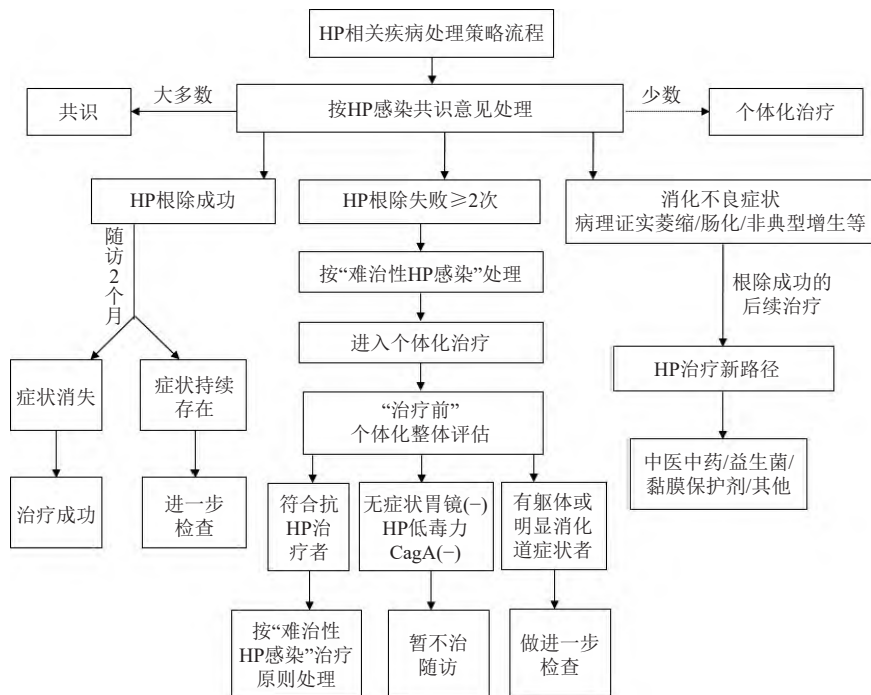 HP相关疾病处理策略流程
大多数
少数
共识
按HP感染共识意见处理
个体化治疗
HP根除成功
HP根除失败≥2次
消化不良症状
病理证实萎缩/肠化/非典型增生等
随访2个月
按“难治性HP感染”处理
根除成功的
后续治疗
进入个体化治疗
HP治疗新路径
症状消失
症状持续
存在
“治疗前”
个体化整体评估
中医中药/益生菌/
黏膜保护剂/其他
治疗成功
进一步
检查
符合抗
HP治
疗者
无症状胃镜(−)
HP低毒力
CagA(−)
有躯体或
明显消化
道症状者
按“难治性
HP感染”治疗
原则处理
暂不治
随访
做进一步
检查